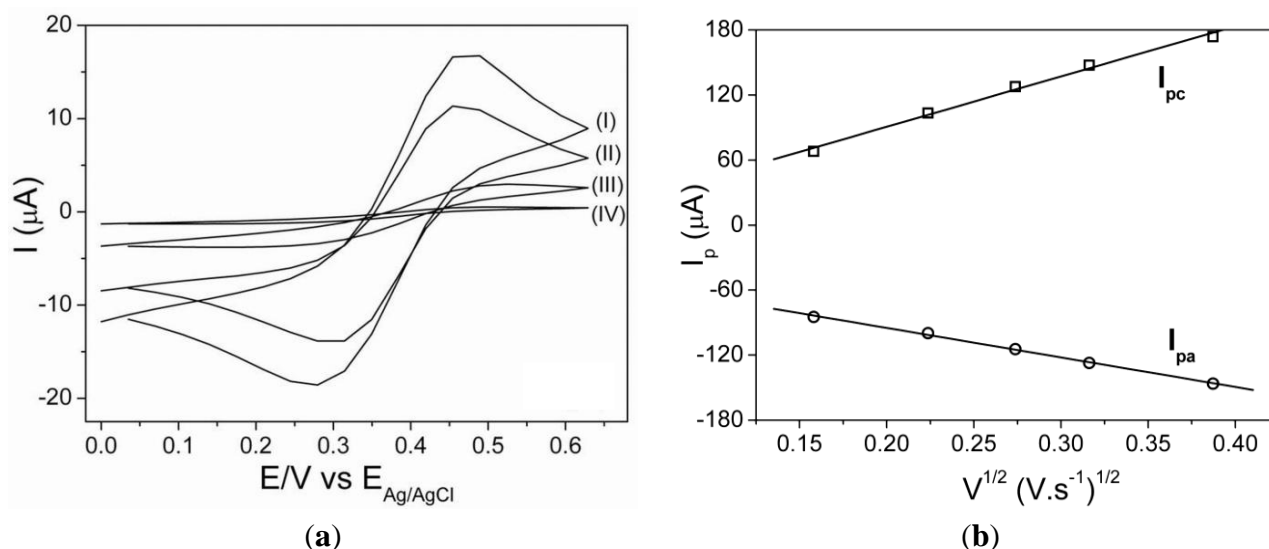 20
10
0
-10
-20
I (μA)
(I)
(II)
(III)
(IV)
0.0 0.1 0.2 0.3 0.4 0.5 0.6
E/V vs E_Ag/AgCl
(a)
180
120
60
0
-60
-120
-180
I_p (μA)
I_pc
I_pa
0.15 0.20 0.25 0.30 0.35 0.40
V^1/2 (V.s^-1)^1/2
(b)